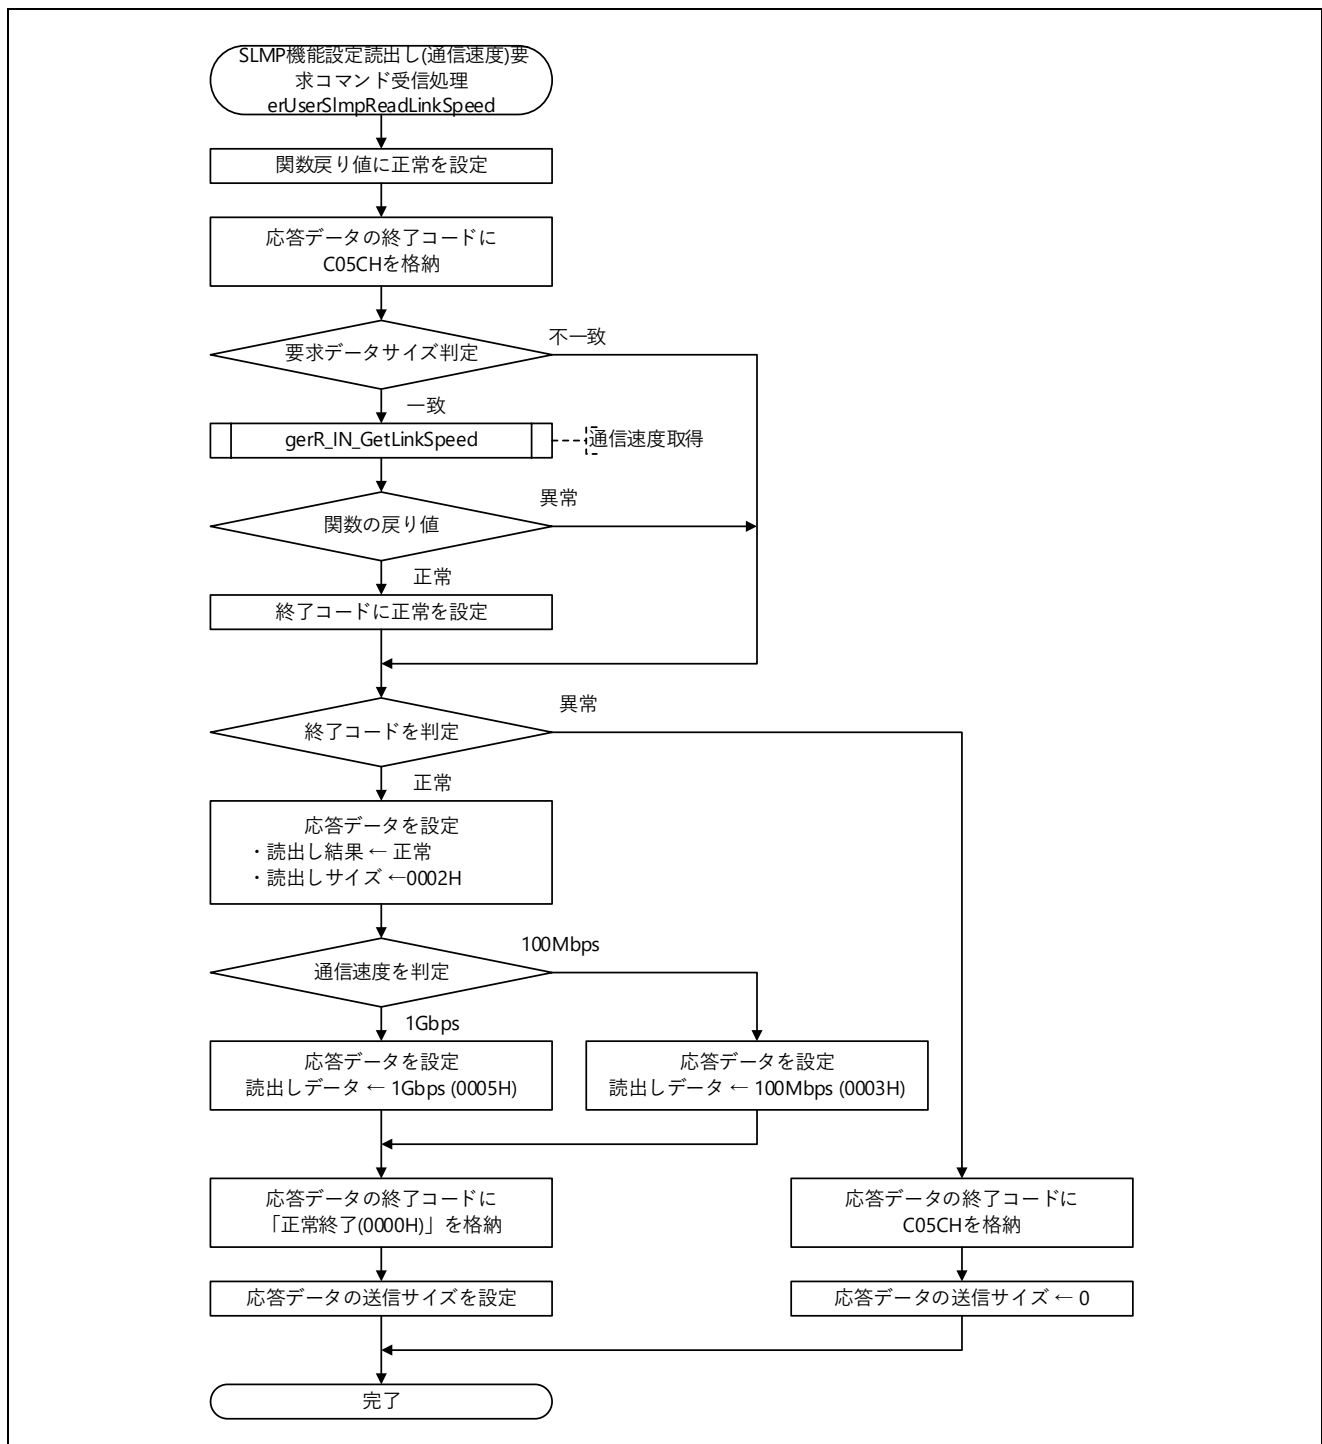 SLMP機能設定読出し(通信速度)要
求コマンド受信処理
erUserSlmpReadLinkSpeed
関数戻り値に正常を設定
応答データの終了コードに
C05CHを格納
不一致
要求データサイズ判定
一致
gerR_IN_GetLinkSpeed
通信速度取得
異常
関数の戻り値
正常
終了コードに正常を設定
異常
終了コードを判定
正常
応答データを設定
・読出し結果 ← 正常
・読出しサイズ ←0002H
100Mbps
通信速度を判定
1Gbps
応答データを設定
読出しデータ ← 1Gbps (0005H)
応答データを設定
読出しデータ ← 100Mbps (0003H)
応答データの終了コードに
「正常終了(0000H)」を格納
応答データの終了コードに
C05CHを格納
応答データの送信サイズを設定
応答データの送信サイズ ← 0
完了